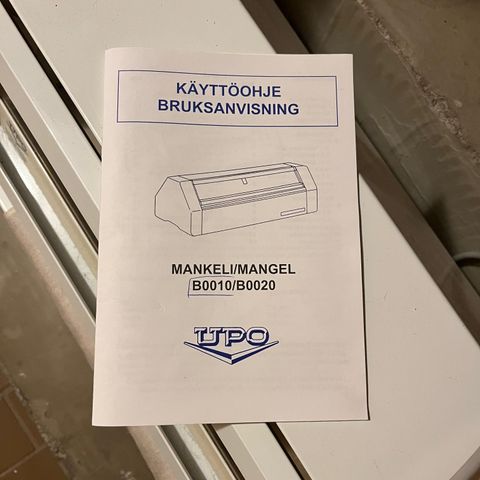 KÄYTTÖOHJE
BRUKSANVISNING
MANKELI/MANGEL
B0010/B0020
UPO